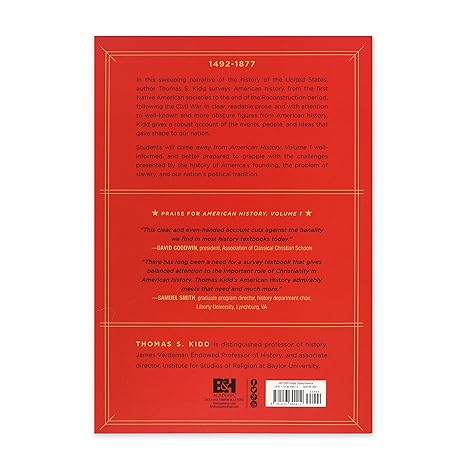 1492-1877
In this sweeping narrative of the history of the United States,
author Thomas S. Kidd surveys American history from the first
Native American societies to the end of the Reconstruction period,
following the Civil War. In clear, readable prose, and with attention
to well-known and more obscure figures from American history,
Kidd gives a robust account of the events, people, and ideas that
gave shape to our nation.
Students will come away from American History, Volume 1 well-
informed, and better prepared to grapple with the challenges
presented by the history of America's founding, the problem of
slavery, and our nation's political tradition.
★ PRAISE FOR AMERICAN HISTORY, VOLUME 1 ★
"This clear and even-handed account cuts against the banality
we find in most history textbooks today."
—DAVID GOODWIN, president, Association of Classical Christian Schools
"There has long been a need for a survey textbook that gives
balanced attention to the important role of Christianity in
American history. Thomas Kidd's American History admirably
meets that need and much more."
—SAMUEL SMITH, graduate program director, history department chair,
Liberty University, Lynchburg, VA
THOMAS S. KIDD is distinguished professor of history,
James Vardaman Endowed Professor of History, and associate
director, Institute for Studies of Religion at Baylor University.
B&H
ACADEMIC